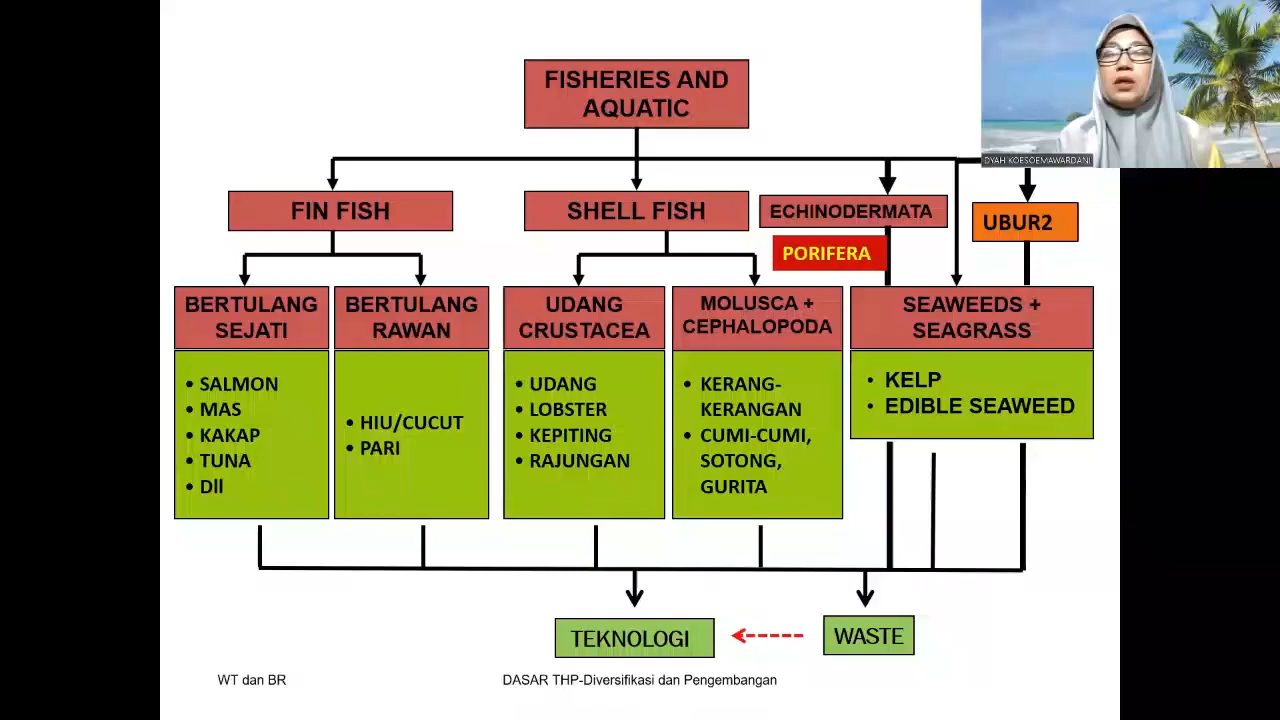 FISHERIES AND
AQUATIC
DYAH KOESOEMAWARDANI
FIN FISH
SHELL FISH
ECHINODERMATA
UBUR2
PORIFERA
BERTULANG
SEJATI
BERTULANG
RAWAN
UDANG
CRUSTACEA
MOLUSCA +
CEPHALOPODA
SEAWEEDS +
SEAGRASS
• SALMON
• MAS
• KAKAP
• TUNA
• Dll
• HIU/CUCUT
• PARI
• UDANG
• LOBSTER
• KEPITING
• RAJUNGAN
• KERANG-
KERANGAN
• CUMI-CUMI,
SOTONG,
GURITA
• KELP
• EDIBLE SEAWEED
TEKNOLOGI
WASTE
WT dan BR
DASAR THP-Diversifikasi dan Pengembangan